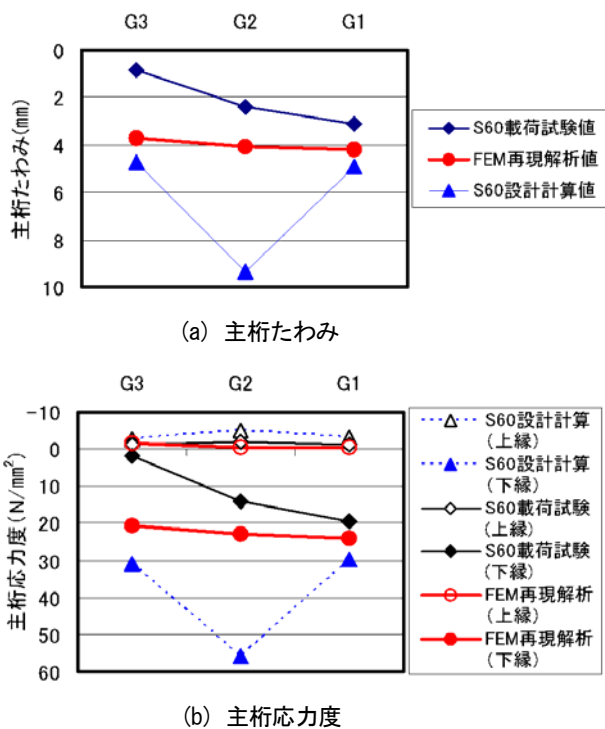 G3 G2 G1
0
2
4
6
8
10
主桁たわみ(mm)
S60載荷試験値
FEM再現解析値
S60設計計算値
(a) 主桁たわみ
G3 G2 G1
-10
0
10
20
30
40
50
60
主桁応力度(N/mm²)
S60設計計算
(上縁)
S60設計計算
(下縁)
S60載荷試験
(上縁)
S60載荷試験
(下縁)
FEM再現解析
(上縁)
FEM再現解析
(下縁)
(b) 主桁応力度